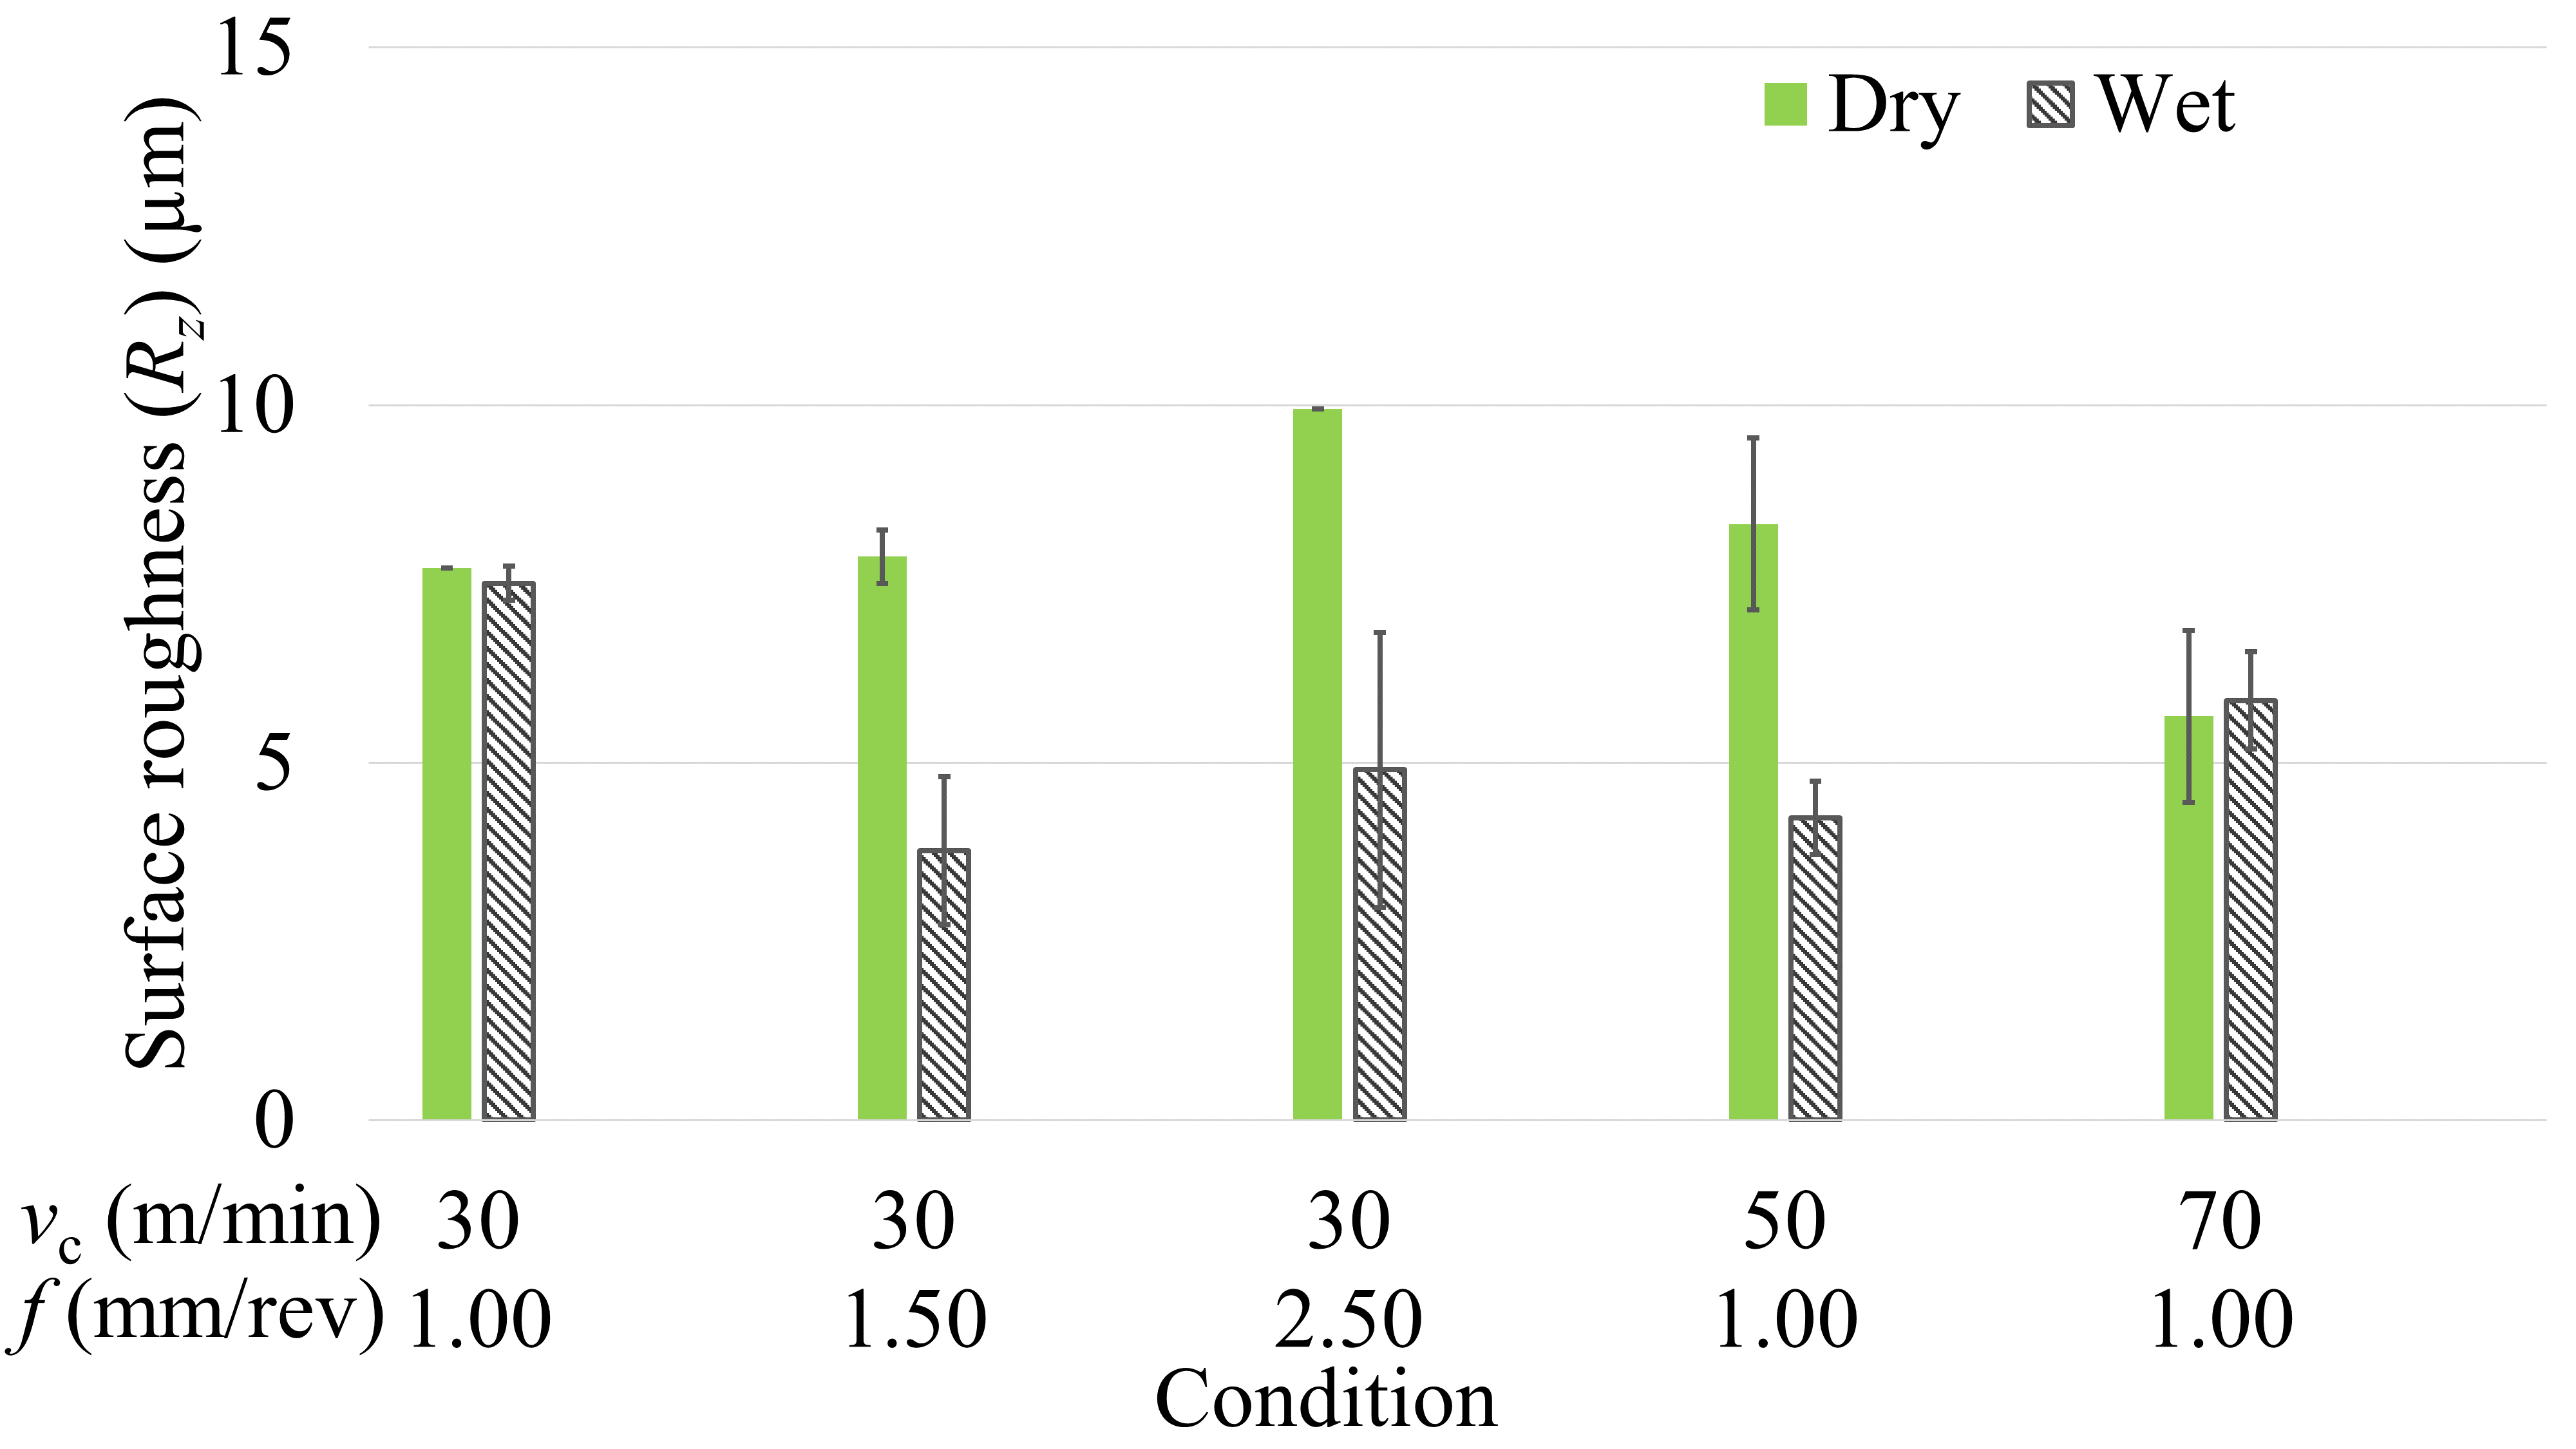 Surface roughness (Rz) (μm)
15
10
5
0
Dry
Wet
vc (m/min) 30 30 30 50 70
f (mm/rev) 1.00 1.50 2.50 1.00 1.00
Condition